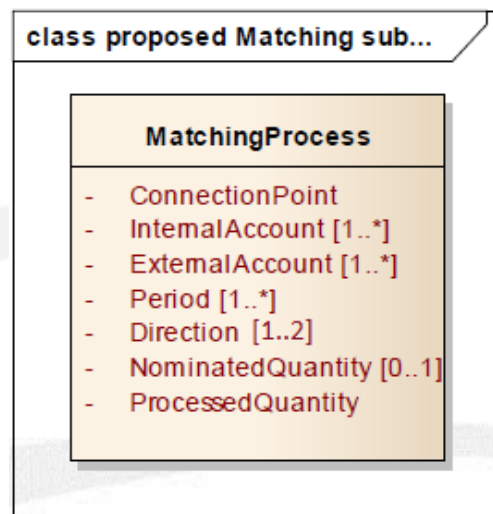 class proposed Matching sub...
MatchingProcess
- ConnectionPoint
- InternalAccount [1..*]
- ExternalAccount [1..*]
- Period [1..*]
- Direction [1..2]
- NominatedQuantity [0..1]
- ProcessedQuantity